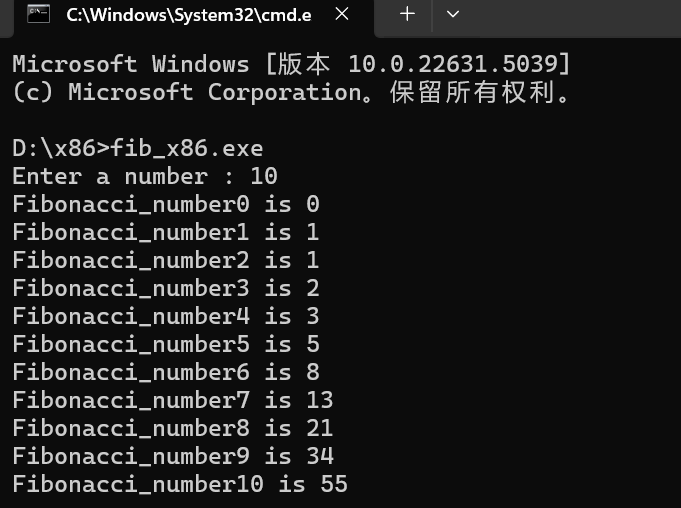 C:\Windows\System32\cmd.e
Microsoft Windows [版本 10.0.22631.5039]
(c) Microsoft Corporation。保留所有权利。
D:\x86>fib_x86.exe
Enter a number : 10
Fibonacci_number0 is 0
Fibonacci_number1 is 1
Fibonacci_number2 is 1
Fibonacci_number3 is 2
Fibonacci_number4 is 3
Fibonacci_number5 is 5
Fibonacci_number6 is 8
Fibonacci_number7 is 13
Fibonacci_number8 is 21
Fibonacci_number9 is 34
Fibonacci_number10 is 55